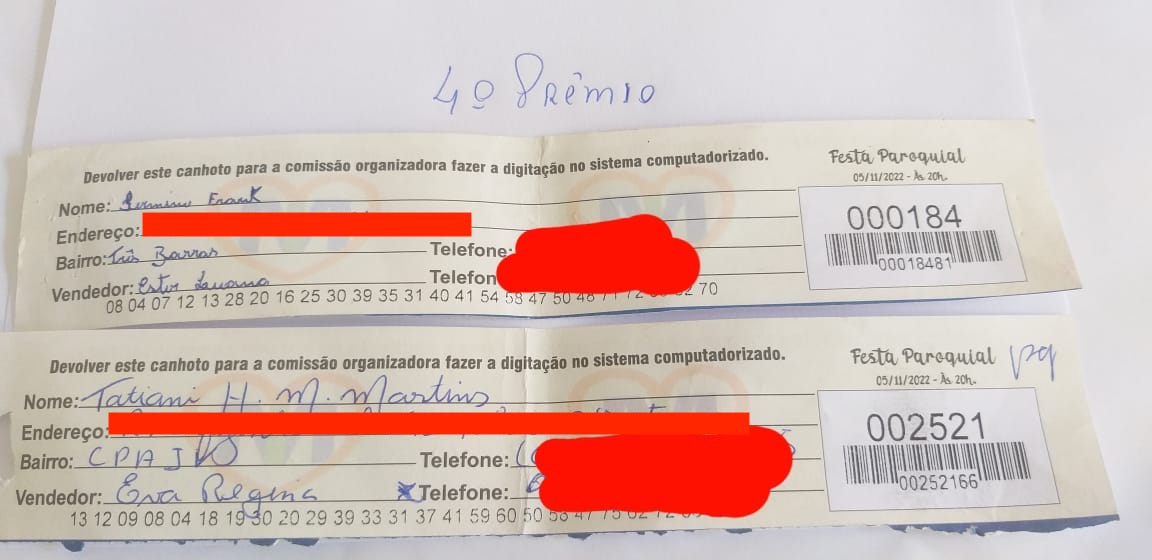 4º PRÊMIO
Devolver este canhoto para a comissão organizadora fazer a digitação no sistema computadorizado.
Festa Paroquial
05/11/2022 - Às 20h.
Nome: Frank
Endereço:
Bairro: Três Barras Telefone:
Vendedor: Ester Telefon
08 04 07 12 13 28 20 16 25 30 39 35 31 40 41 54 58 47 50 70
000184
00018481
Devolver este canhoto para a comissão organizadora fazer a digitação no sistema computadorizado.
Festa Paroquial pg
05/11/2022 - Às 20h.
Nome: Tatiani H. M. Martins
Endereço:
Bairro: CPA IV Telefone:
Vendedor: Eva Regina Telefone:
13 12 09 08 04 18 19 30 20 29 39 33 31 37 41 59 60 50
002521
00252166